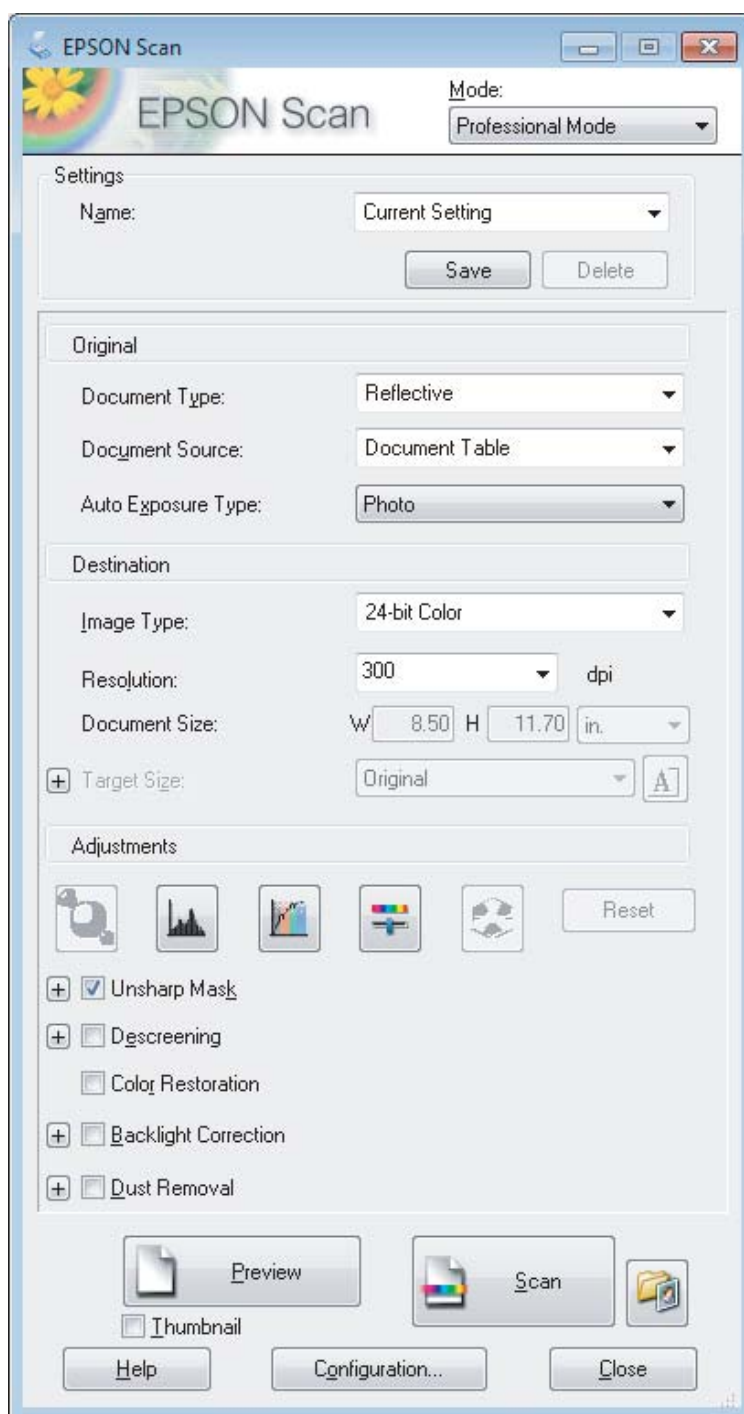 EPSON Scan
EPSON Scan
Mode:
Professional Mode
Settings
Name: Current Setting
Save Delete
Original
Document Type: Reflective
Document Source: Document Table
Auto Exposure Type: Photo
Destination
Image Type: 24-bit Color
Resolution: 300 dpi
Document Size: W 8.50 H 11.70 in.
Target Size: Original A
Adjustments
Reset
Unsharp Mask
Descreening
Color Restoration
Backlight Correction
Dust Removal
Preview Scan
Thumbnail
Help Configuration... Close